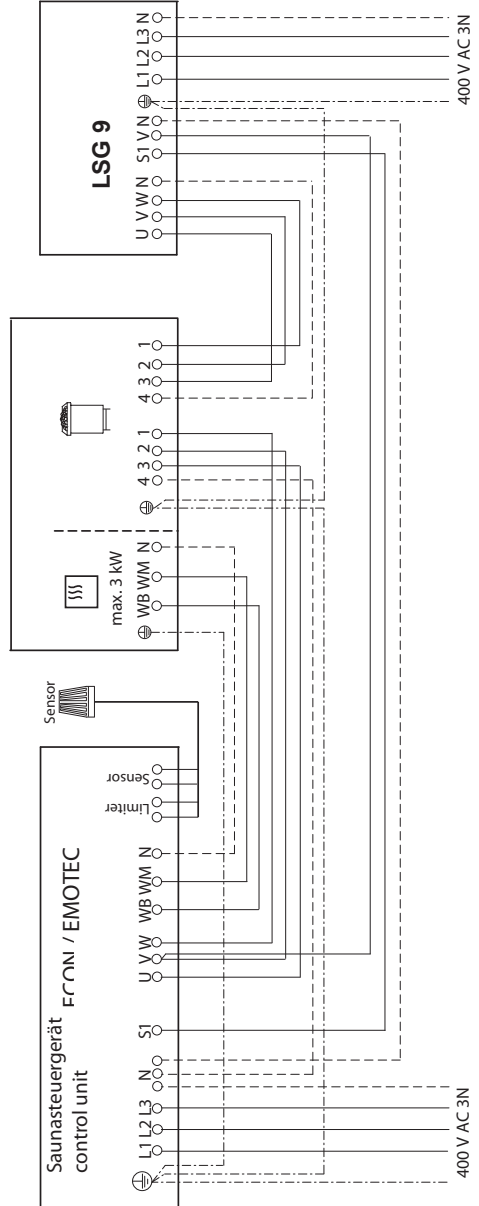 Saunasteuergerät
control unit
ECON / EMOTEC
L1 L2 L3 N S1 U V W WB WM N
Limiter
Sensor
400 V AC 3N
Sensor
max. 3 kW
WB WM N
4 3 2 1
4 3 2 1
LSG 9
U V W N S1 V N L1 L2 L3 N
400 V AC 3N